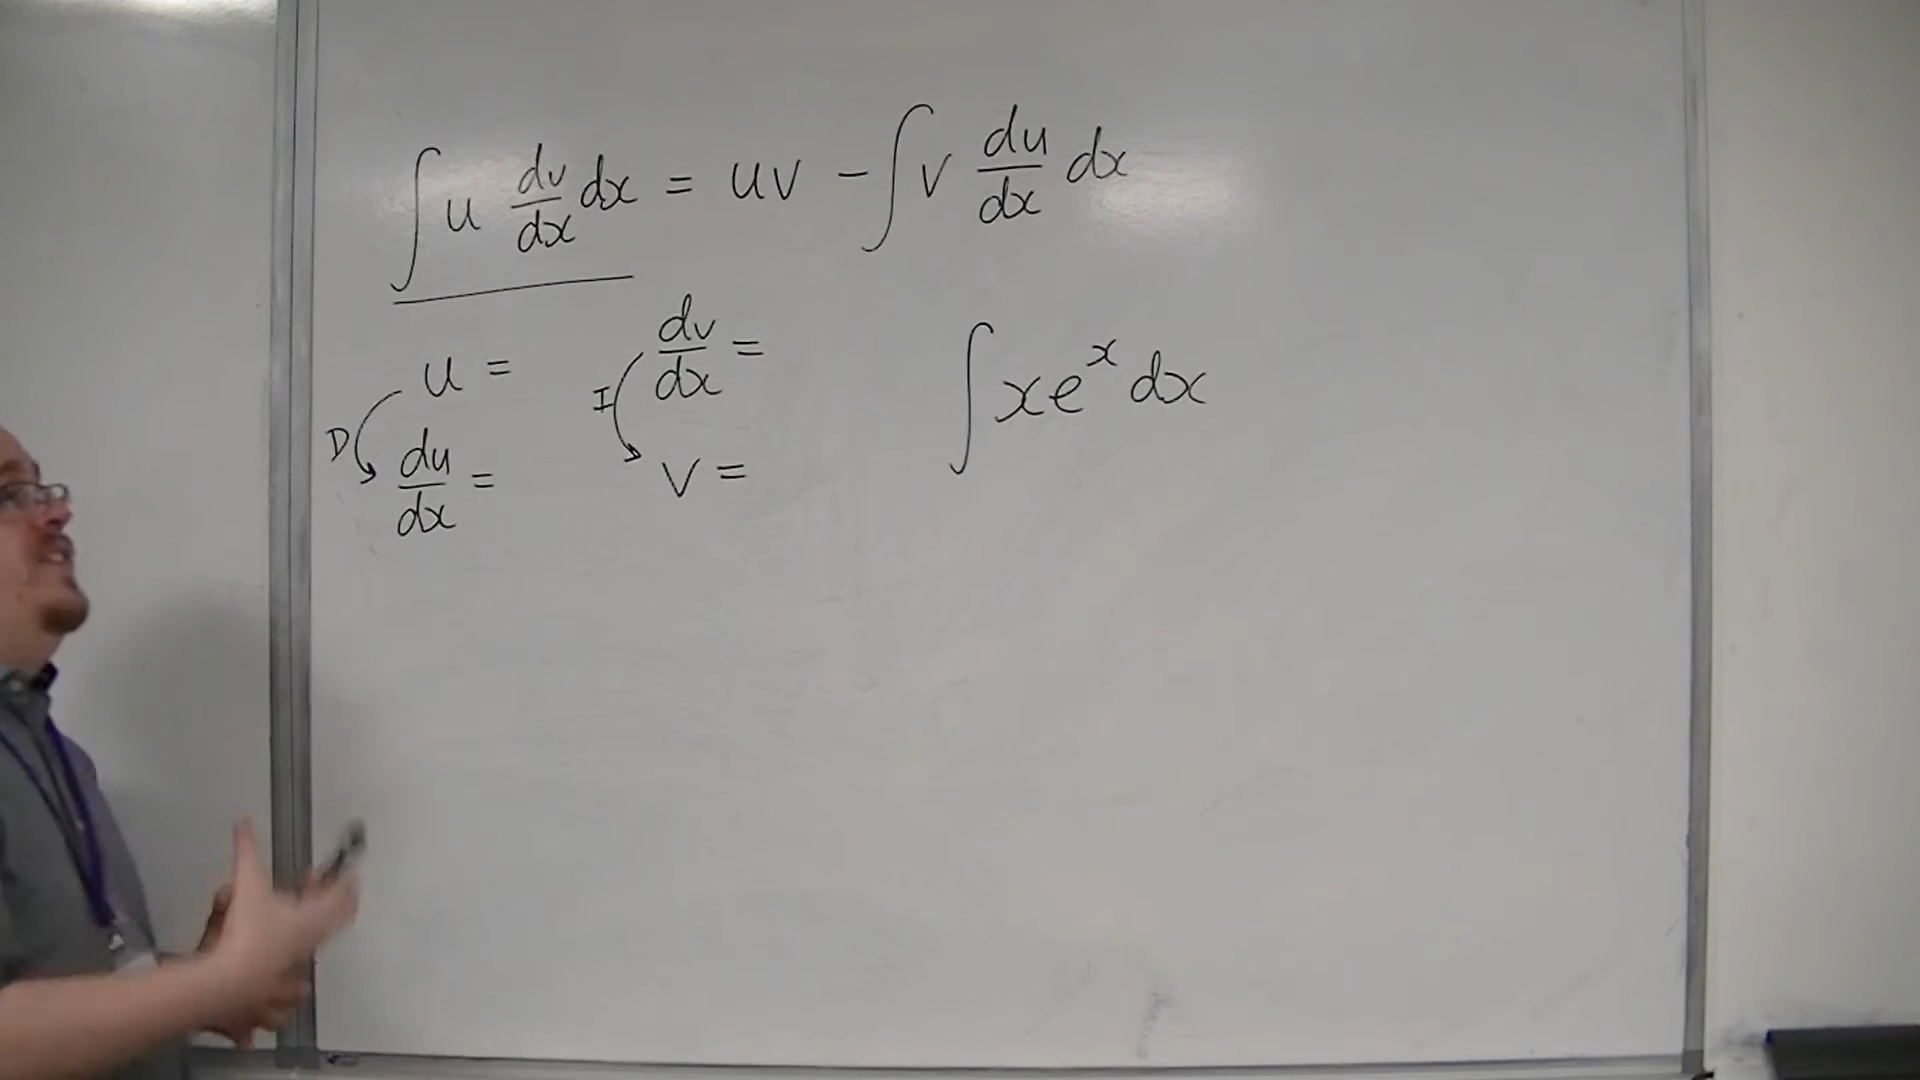 ∫ u dv/dx dx = uv - ∫ v du/dx dx
u = dv/dx =
D I
du/dx = v =
∫ xe^x dx